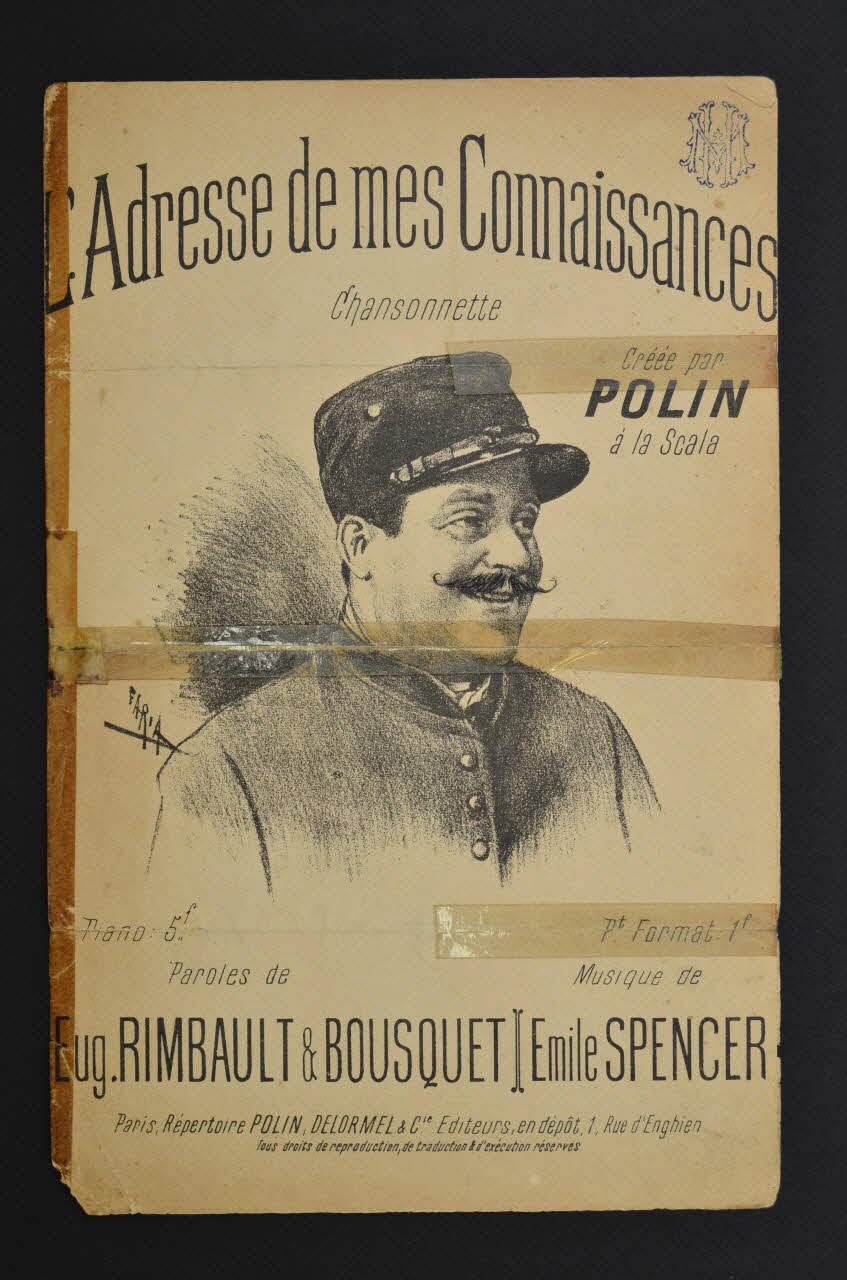 L'Adresse de mes Connaissances
Chansonnette
Créée par
POLIN
à la Scala
FARIA
Piano: 5f
Pt Format: 1f
Paroles de
Musique de
Eug. RIMBAULT & BOUSQUET
Emile SPENCER
Paris, Répertoire POLIN, DELORMEL & Cie Editeurs, en dépôt, 1, Rue d'Enghien
Tous droits de reproduction, de traduction & d'exécution réservés